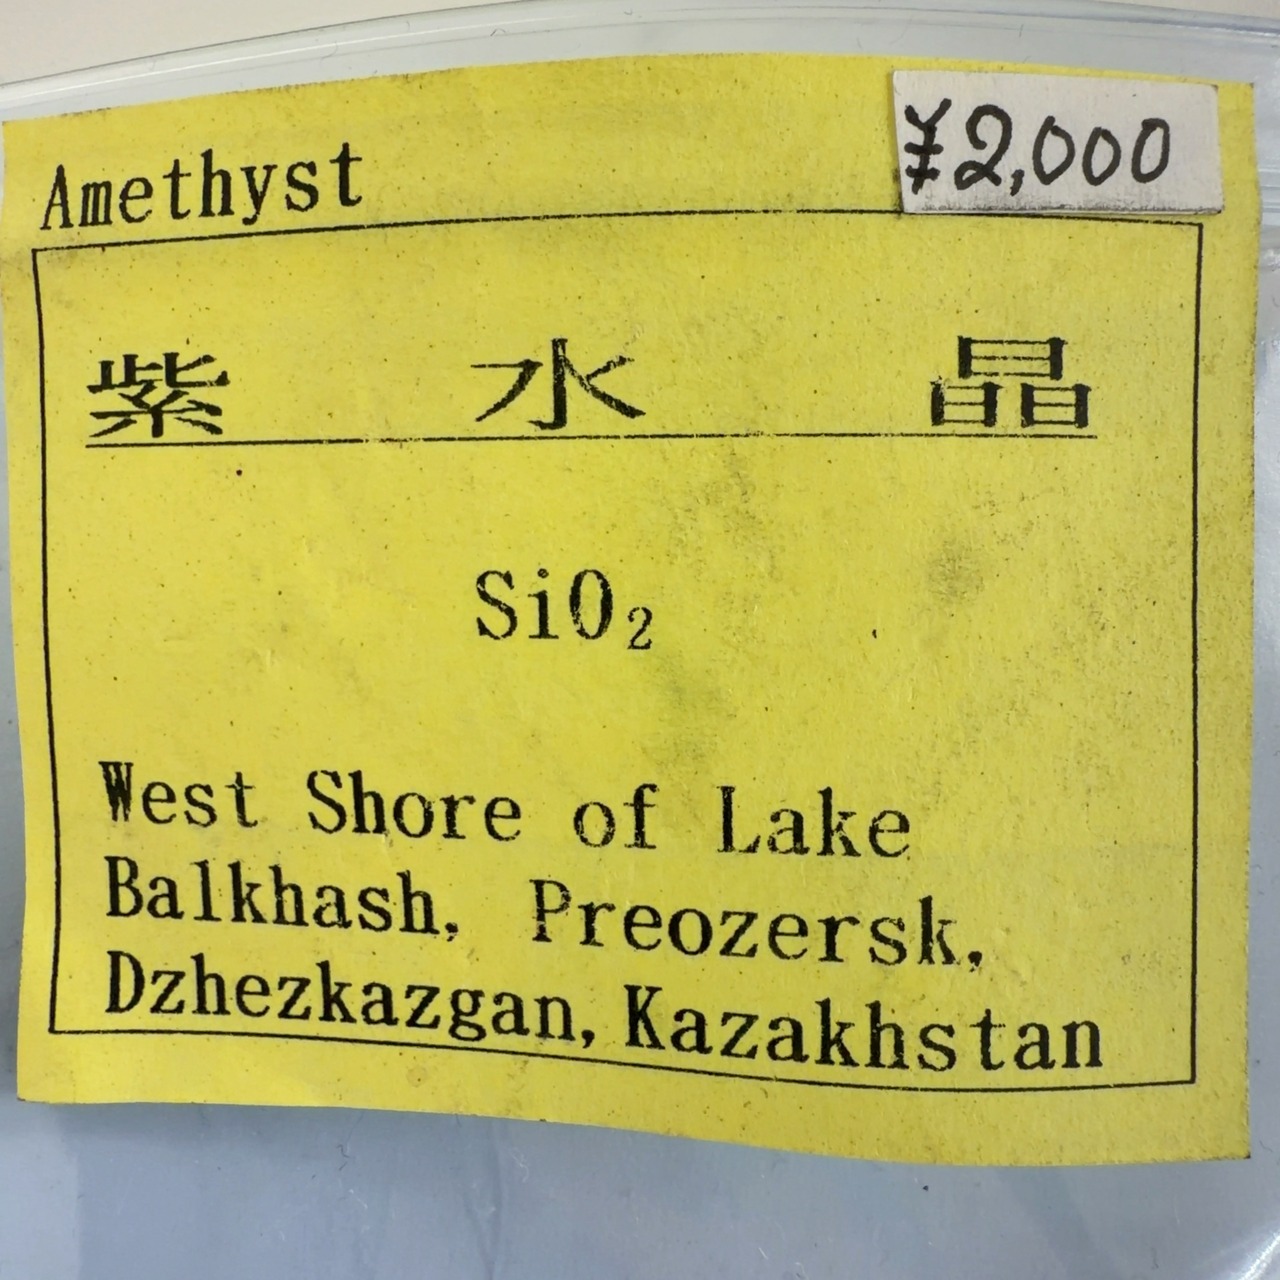 Amethyst
¥2,000
紫水晶
SiO₂
West Shore of Lake
Balkhash, Preozersk,
Dzhezkazgan, Kazakhstan